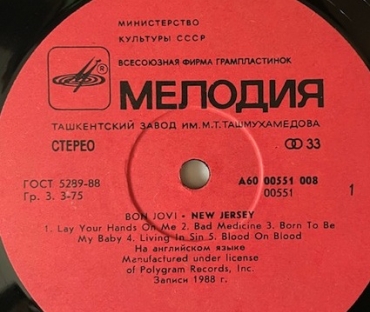 МИНИСТЕРСТВО
КУЛЬТУРЫ СССР
ВСЕСОЮЗНАЯ ФИРМА ГРАМПЛАСТИНОК
МЕЛОДИЯ
ТАШКЕНТСКИЙ ЗАВОД ИМ. М.Т. ТАШМУХАМЕДОВА
СТЕРЕО 33
ГОСТ 5289-88 А60 00551 008
Гр. 3. 3-75 00551 1
BON JOVI - NEW JERSEY
1. Lay Your Hands On Me 2. Bad Medicine 3. Born To Be
My Baby 4. Living In Sin 5. Blood On Blood
На английском языке
Manufactured under license
of Polygram Records, Inc.
Записи 1988 г.